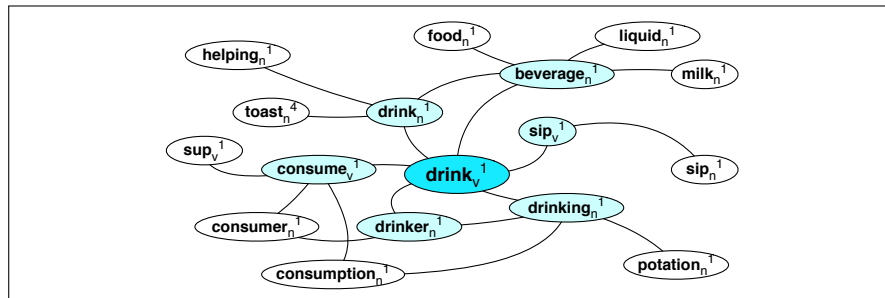 food_n^1
liquid_n^1
helping_n^1
beverage_n^1
milk_n^1
toast_n^4
drink_n^1
sip_v^1
sup_v^1
consume_v^1
drink_v^1
sip_n^1
drinking_n^1
consumer_n^1
drinker_n^1
consumption_n^1
potation_n^1